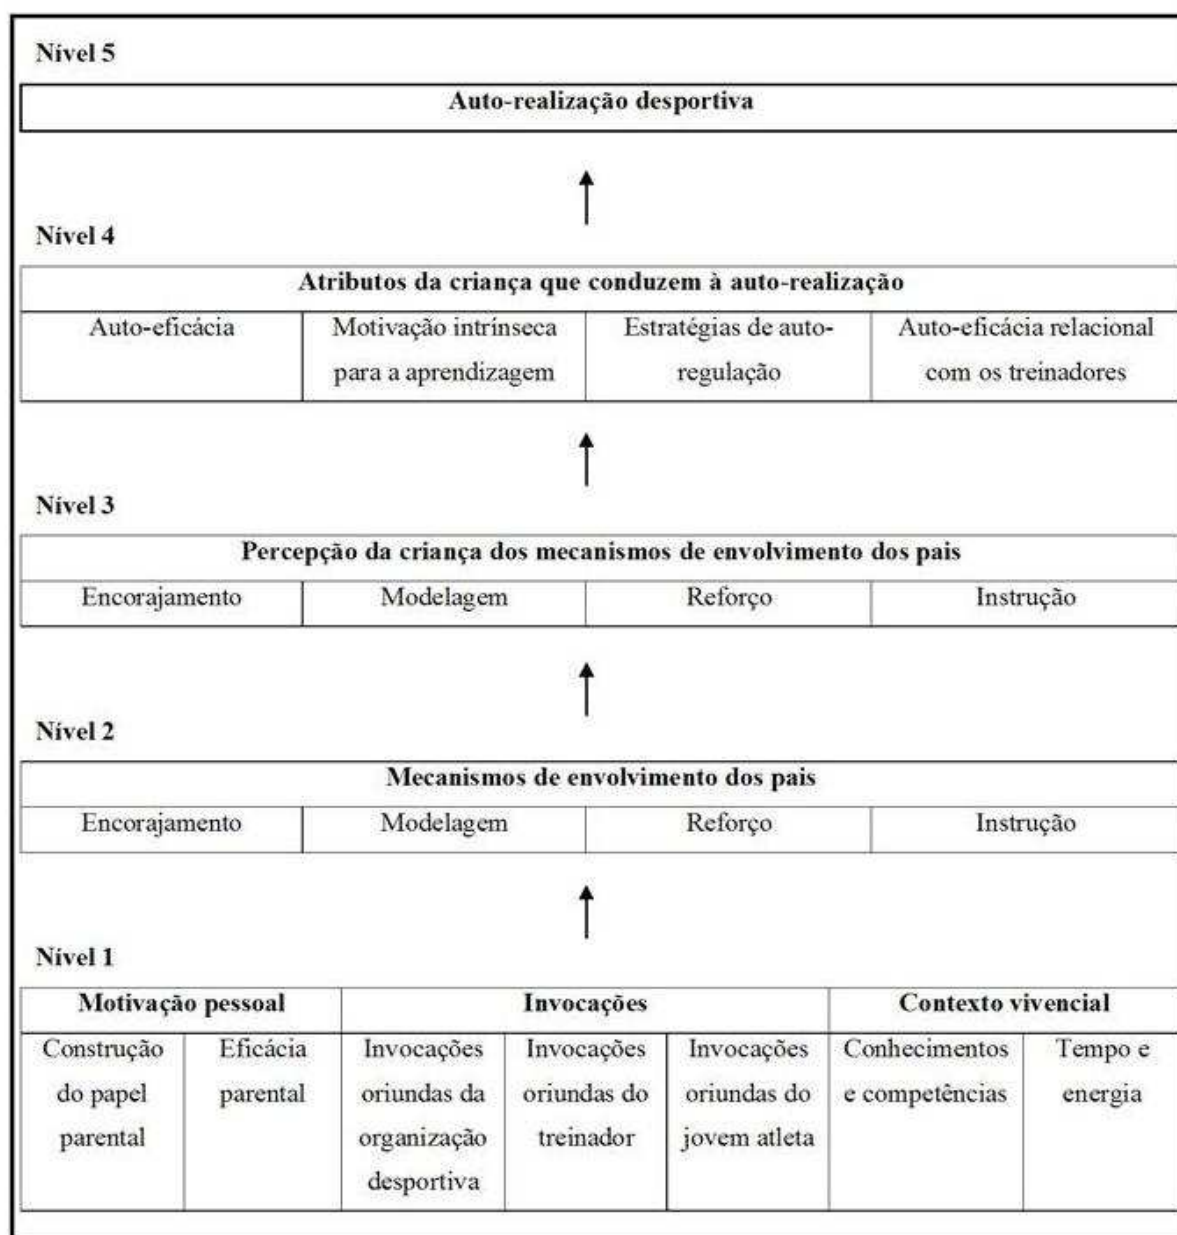 Nível 5
Auto-realização desportiva
Nível 4
Atributos da criança que conduzem à auto-realização
Auto-eficácia
Motivação intrínseca
para a aprendizagem
Estratégias de auto-
regulação
Auto-eficácia relacional
com os treinadores
Nível 3
Percepção da criança dos mecanismos de envolvimento dos pais
Encorajamento
Modelagem
Reforço
Instrução
Nível 2
Mecanismos de envolvimento dos pais
Encorajamento
Modelagem
Reforço
Instrução
Nível 1
Motivação pessoal
Invocações
Contexto vivencial
Construção
do papel
parental
Eficácia
parental
Invocações
oriundas da
organização
desportiva
Invocações
oriundas do
treinador
Invocações
oriundas do
jovem atleta
Conhecimentos
e competências
Tempo e
energia